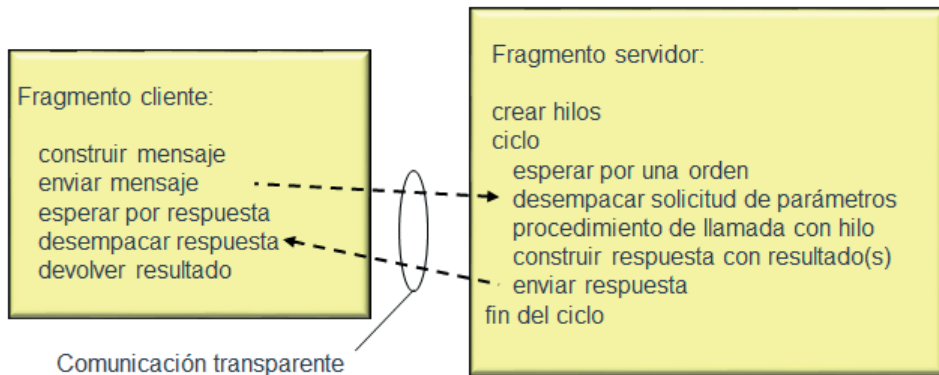 Fragmento cliente:
construir mensaje
enviar mensaje
esperar por respuesta
desempacar respuesta
devolver resultado
Fragmento servidor:
crear hilos
ciclo
esperar por una orden
desempacar solicitud de parámetros
procedimiento de llamada con hilo
construir respuesta con resultado(s)
enviar respuesta
fin del ciclo
Comunicación transparente